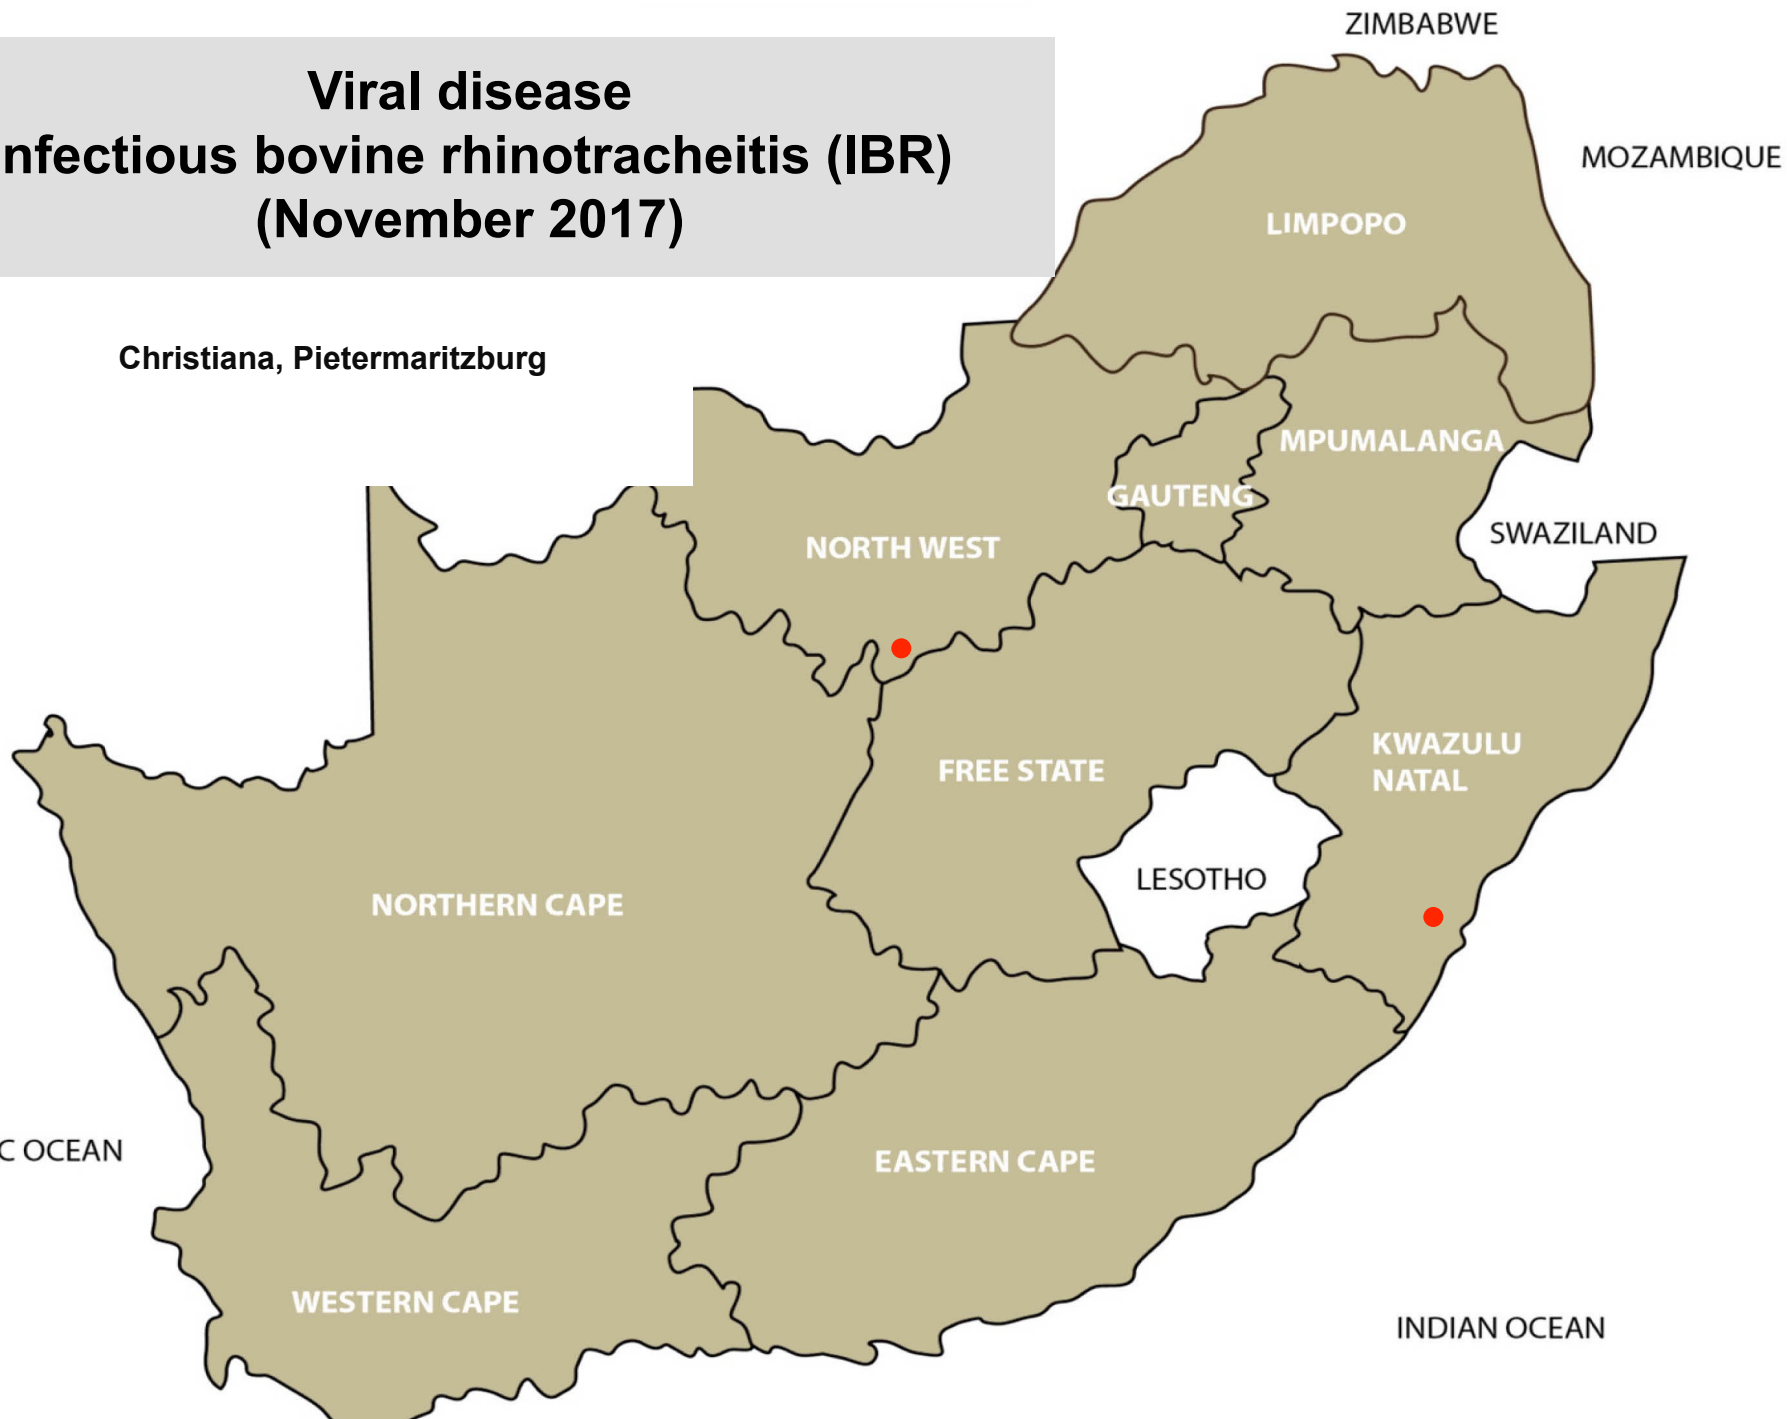 ZIMBABWE
Viral disease
nfectious bovine rhinotracheitis (IBR)
(November 2017)
MOZAMBIQUE
LIMPOPO
Christiana, Pietermaritzburg
MPUMALANGA
GAUTENG
SWAZILAND
NORTH WEST
KWAZULU
NATAL
FREE STATE
LESOTHO
NORTHERN CAPE
C OCEAN
EASTERN CAPE
WESTERN CAPE
INDIAN OCEAN